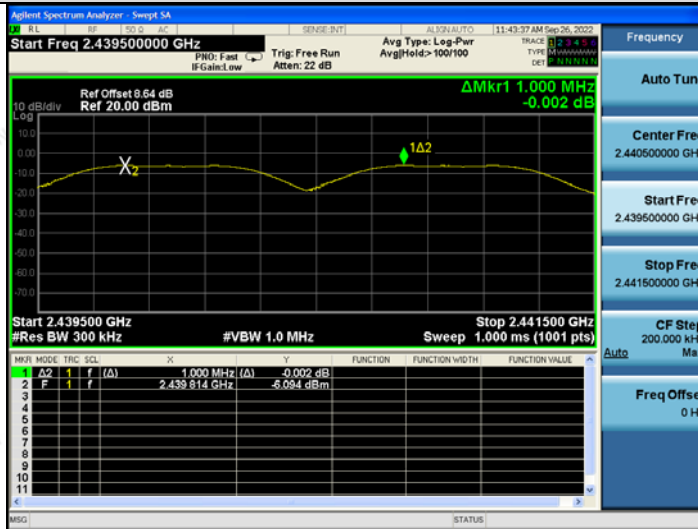 Agilent Spectrum Analyzer - Swept SA
RL RF 50 Ω AC SENSE:INT ALIGN AUTO 11:43:37 AM Sep 26, 2022
Start Freq 2.439500000 GHz
PNO: Fast
IFGain:Low
Trig: Free Run
Atten: 22 dB
Avg Type: Log-Pwr
Avg|Hold:> 100/100
TRACE 1 2 3 4 5 6
TYPE M
DET P N N N N N
Ref Offset 8.64 dB
Ref 20.00 dBm
ΔMkr1 1.000 MHz
-0.002 dB
10 dB/div
Log
10.0
0.00
-10.0
-20.0
-30.0
-40.0
-50.0
-60.0
-70.0
X2
1Δ2
Start 2.439500 GHz
Stop 2.441500 GHz
#Res BW 300 kHz #VBW 1.0 MHz Sweep 1.000 ms (1001 pts)
MKR MODE TRC SCL X Y FUNCTION FUNCTION WIDTH FUNCTION VALUE
1 Δ2 1 f (Δ) 1.000 MHz (Δ) -0.002 dB
2 F 1 f 2.439 814 GHz -6.094 dBm
3
4
5
6
7
8
9
10
11
MSG STATUS
Frequency
Auto Tun
Center Fre
2.440500000 GH
Start Fre
2.439500000 GH
Stop Fre
2.441500000 GH
CF Ste
200.000 kH
Auto Ma
Freq Offse
0 H